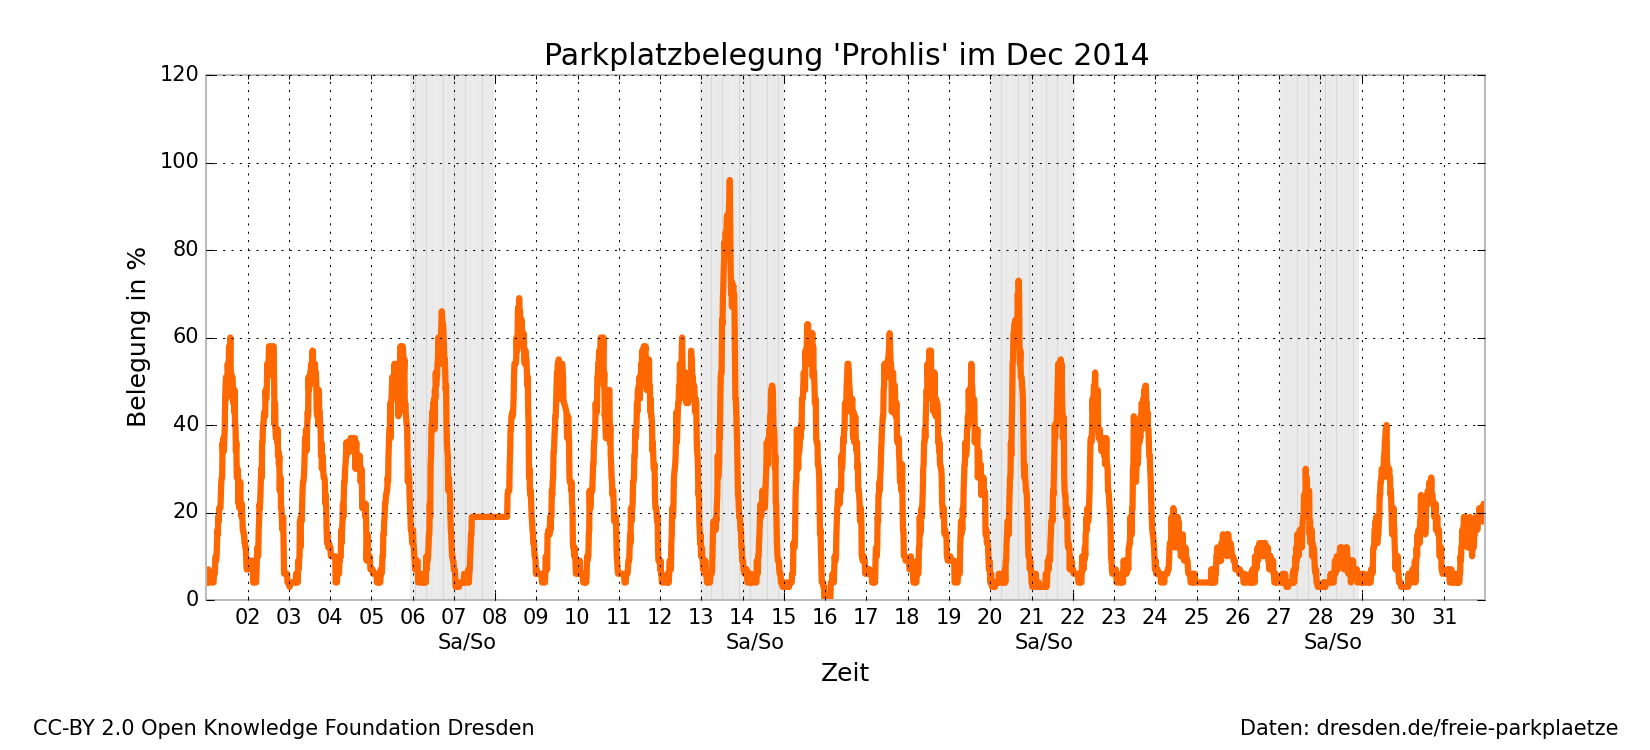 Parkplatzbelegung 'Prohlis' im Dec 2014
120
100
80
60
40
20
0
Belegung in %
02 03 04 05 06 07 08 09 10 11 12 13 14 15 16 17 18 19 20 21 22 23 24 25 26 27 28 29 30 31
Sa/So Sa/So Sa/So Sa/So
Zeit
CC-BY 2.0 Open Knowledge Foundation Dresden
Daten: dresden.de/freie-parkplaetze